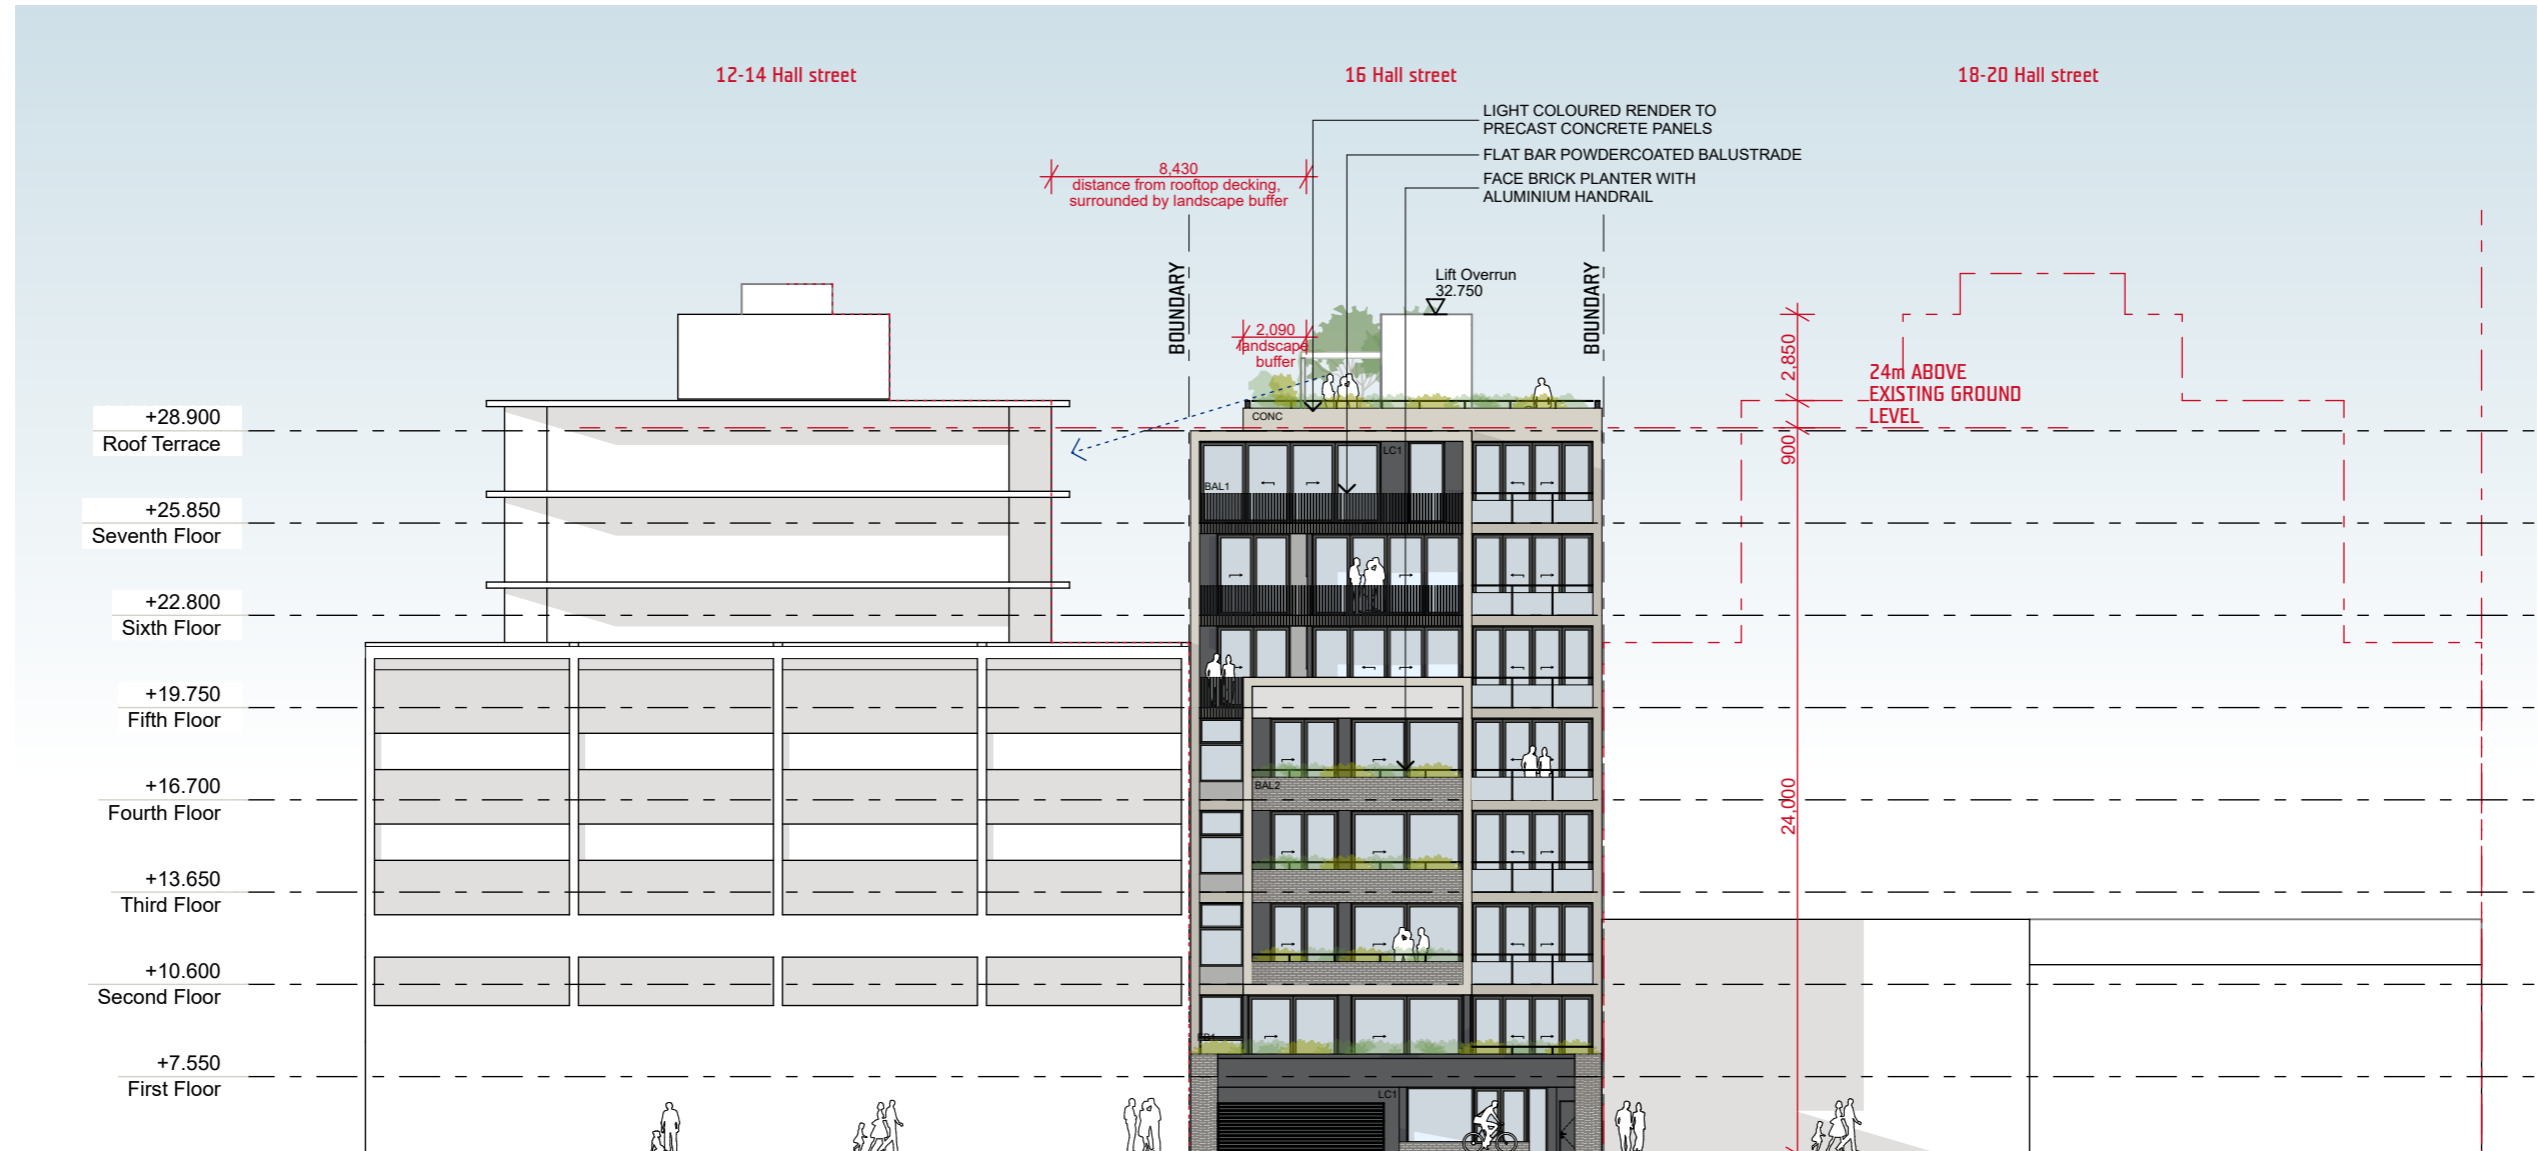 12-14 Hall street
16 Hall street
18-20 Hall street
LIGHT COLOURED RENDER TO
PRECAST CONCRETE PANELS
FLAT BAR POWDERCOATED BALUSTRADE
FACE BRICK PLANTER WITH
ALUMINIUM HANDRAIL
8,430
distance from rooftop decking,
surrounded by landscape buffer
BOUNDARY
BOUNDARY
Lift Overrun
32.750
2,090
landscape
buffer
2,850
24m ABOVE
EXISTING GROUND
LEVEL
900
24,000
CONC
LC1
BAL1
BAL2
FB1
LC1
+28.900
Roof Terrace
+25.850
Seventh Floor
+22.800
Sixth Floor
+19.750
Fifth Floor
+16.700
Fourth Floor
+13.650
Third Floor
+10.600
Second Floor
+7.550
First Floor